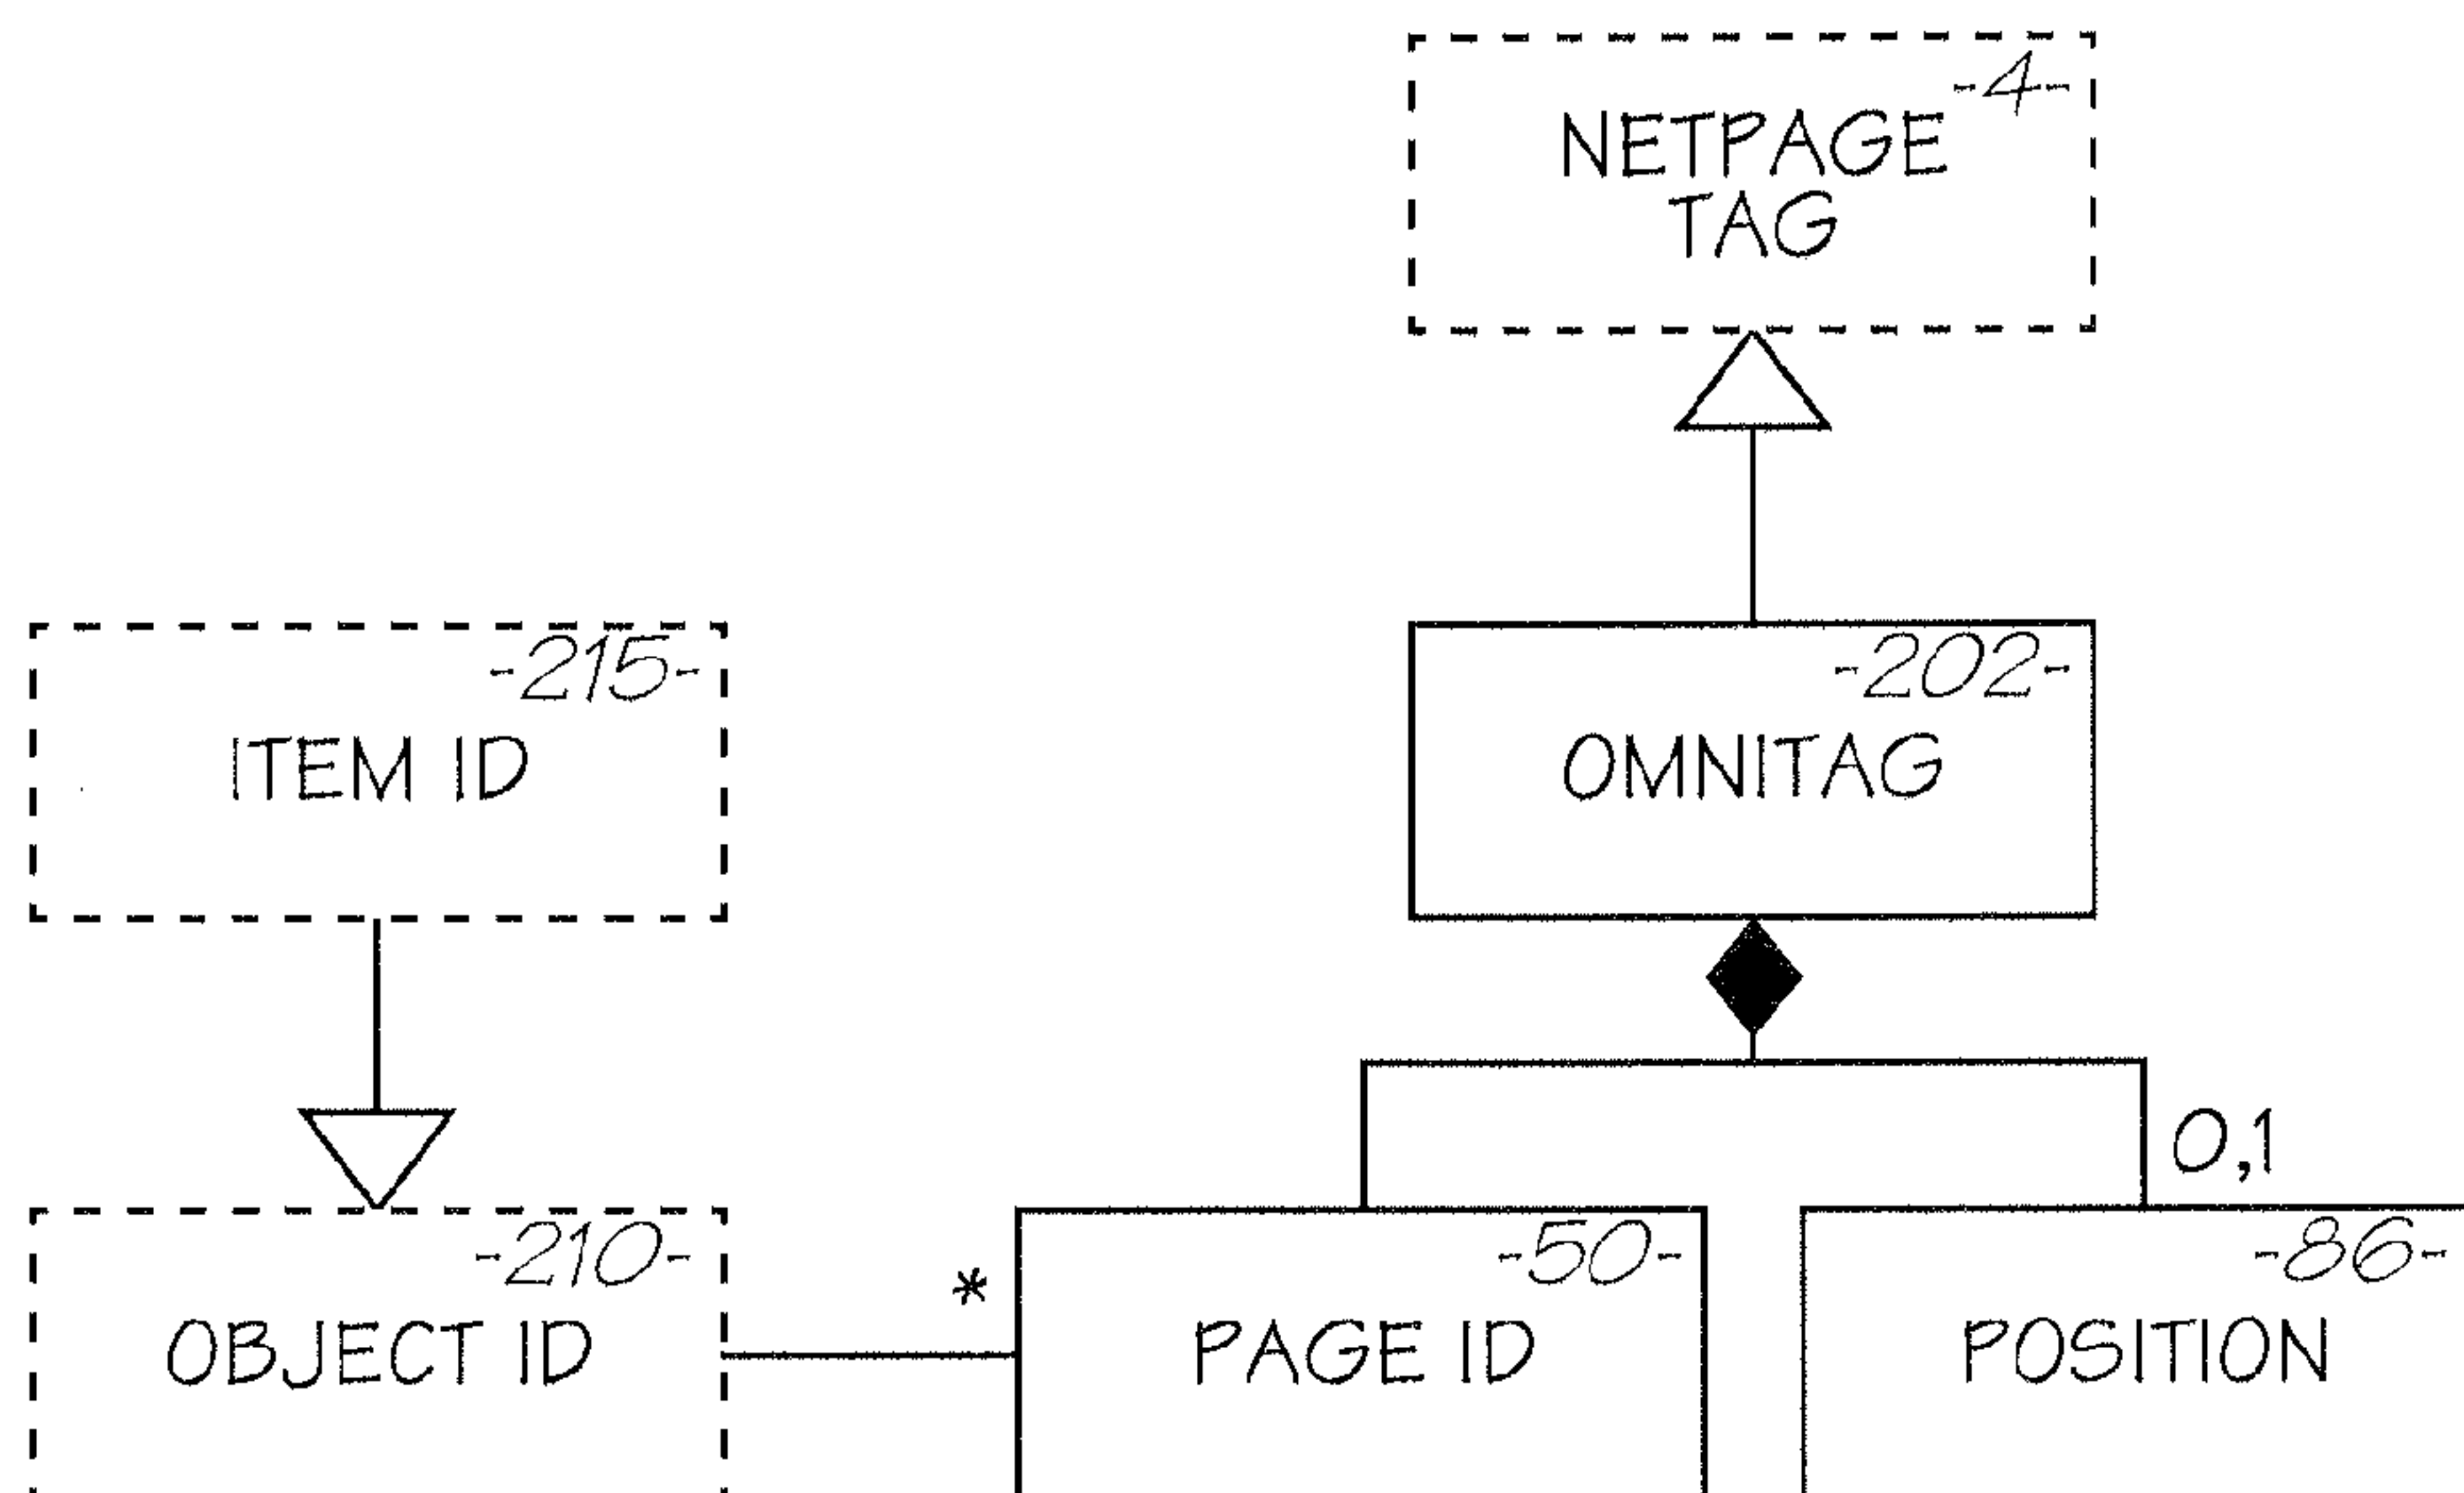 -4-
NETPAGE
TAG
-215-
ITEM ID
-202-
OMNITAG
0,1
-210-
OBJECT ID
*
-50-
PAGE ID
-86-
POSITION